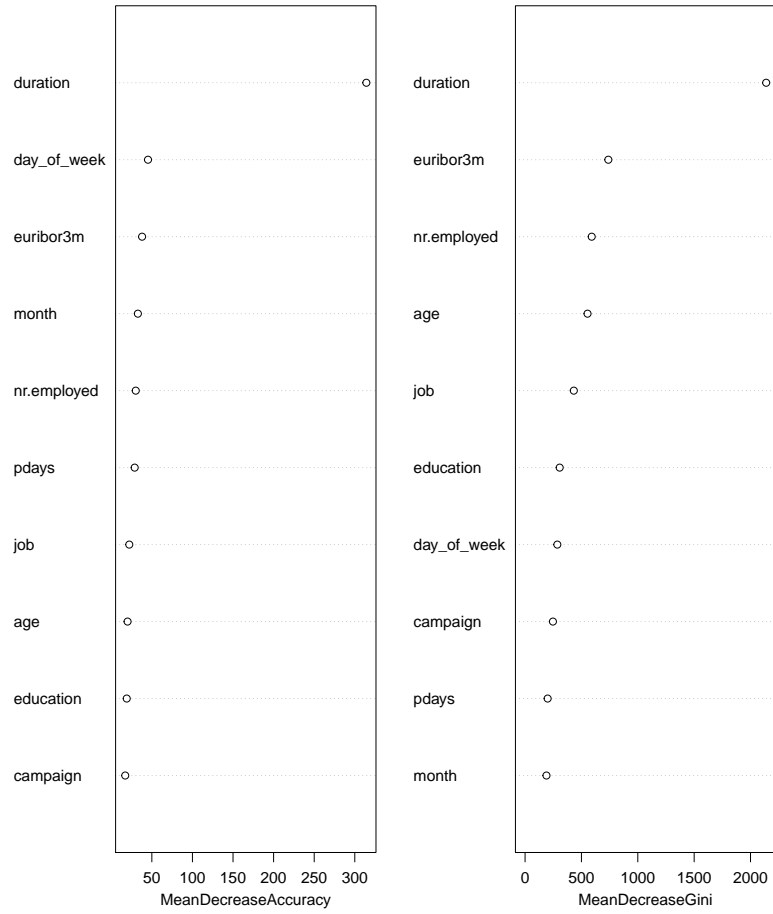 duration
day_of_week
euribor3m
month
nr.employed
pdays
job
age
education
campaign
50 100 150 200 250 300
MeanDecreaseAccuracy
duration
euribor3m
nr.employed
age
job
education
day_of_week
campaign
pdays
month
0 500 1000 1500 2000
MeanDecreaseGini